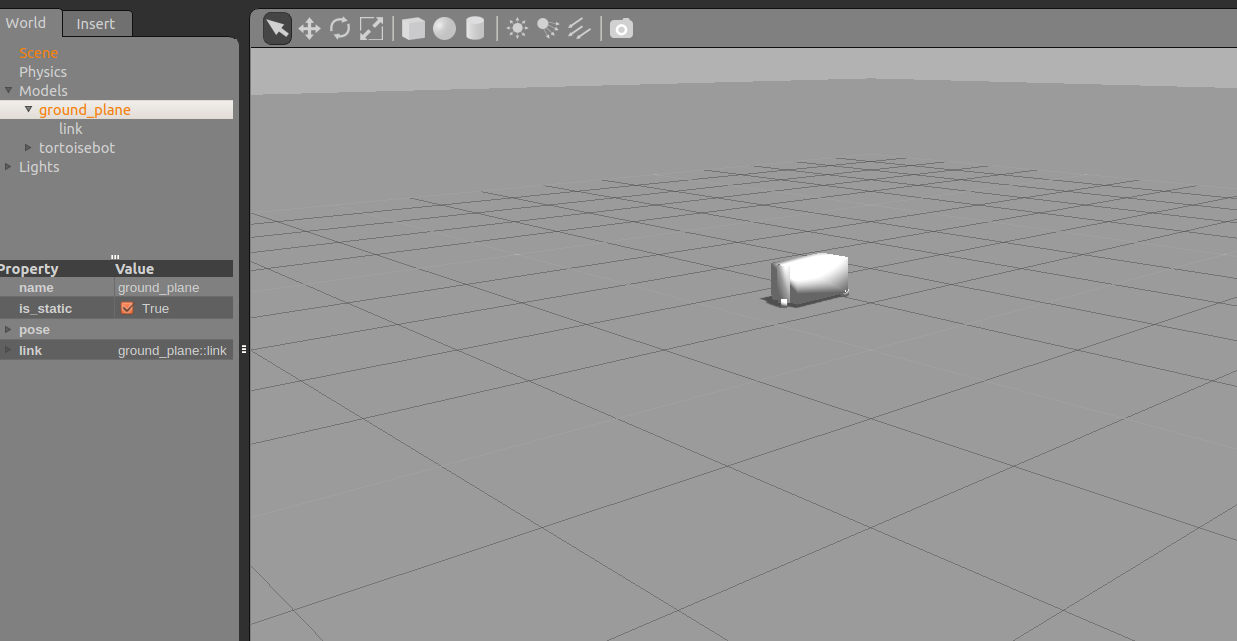 World Insert
Scene
Physics
Models
ground_plane
link
tortoisebot
Lights
Property Value
name ground_plane
is_static True
pose
link ground_plane::link